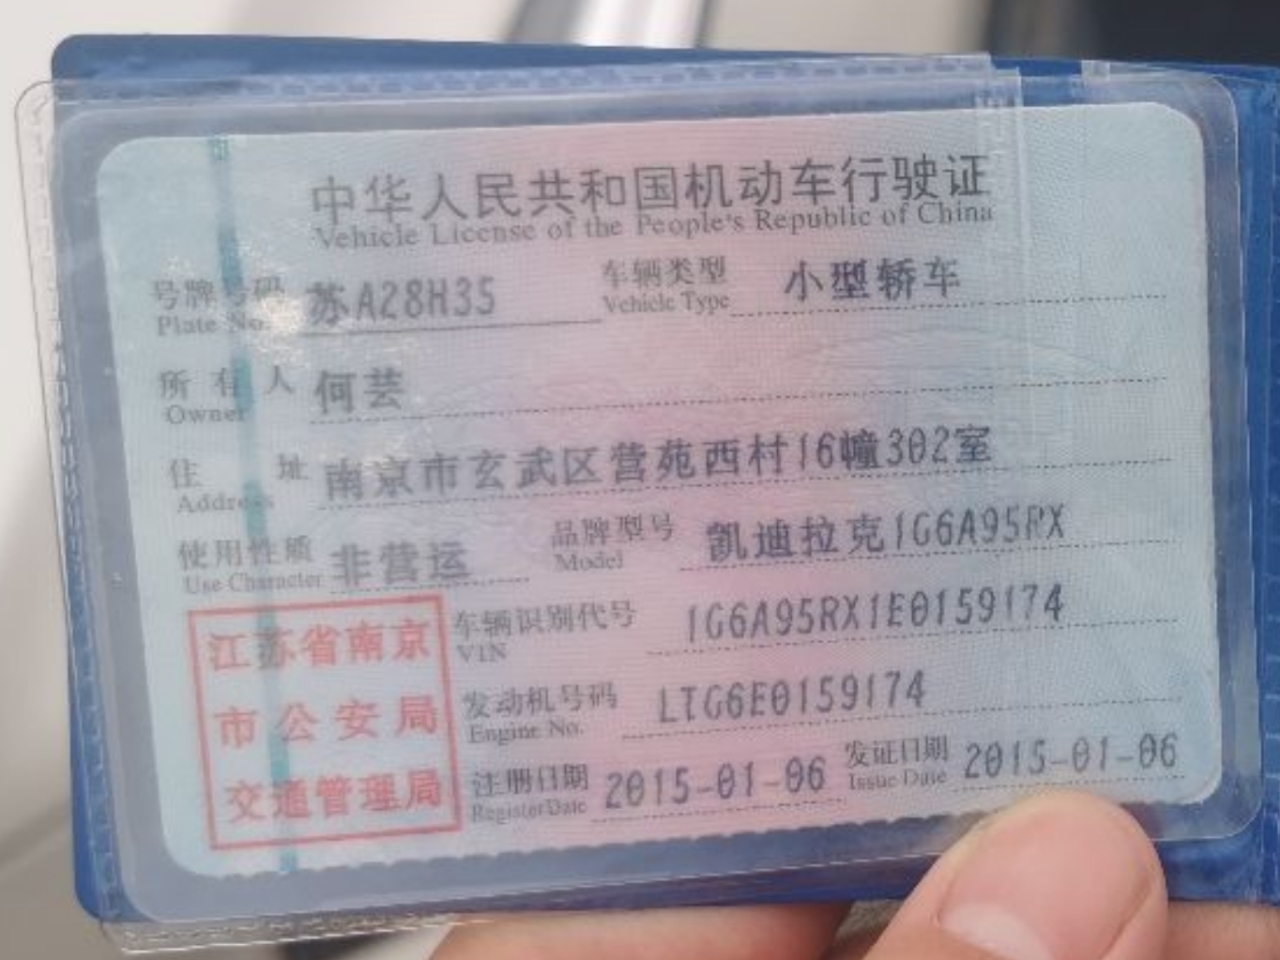 中华人民共和国机动车行驶证
Vehicle License of the People's Republic of China
号牌号码 苏A28H35 车辆类型 小型轿车
Plate No. Vehicle Type
所有人 何芸
Owner
住址 南京市玄武区营苑西村16幢302室
Address
使用性质 非营运 品牌型号 凯迪拉克1G6A95RX
Use Character Model
江苏省南京市公安局交通管理局
车辆识别代号 1G6A95RX1E0159174
VIN
发动机号码 LTG6E0159174
Engine No.
注册日期 2015-01-06 发证日期 2015-01-06
Register Date Issue Date